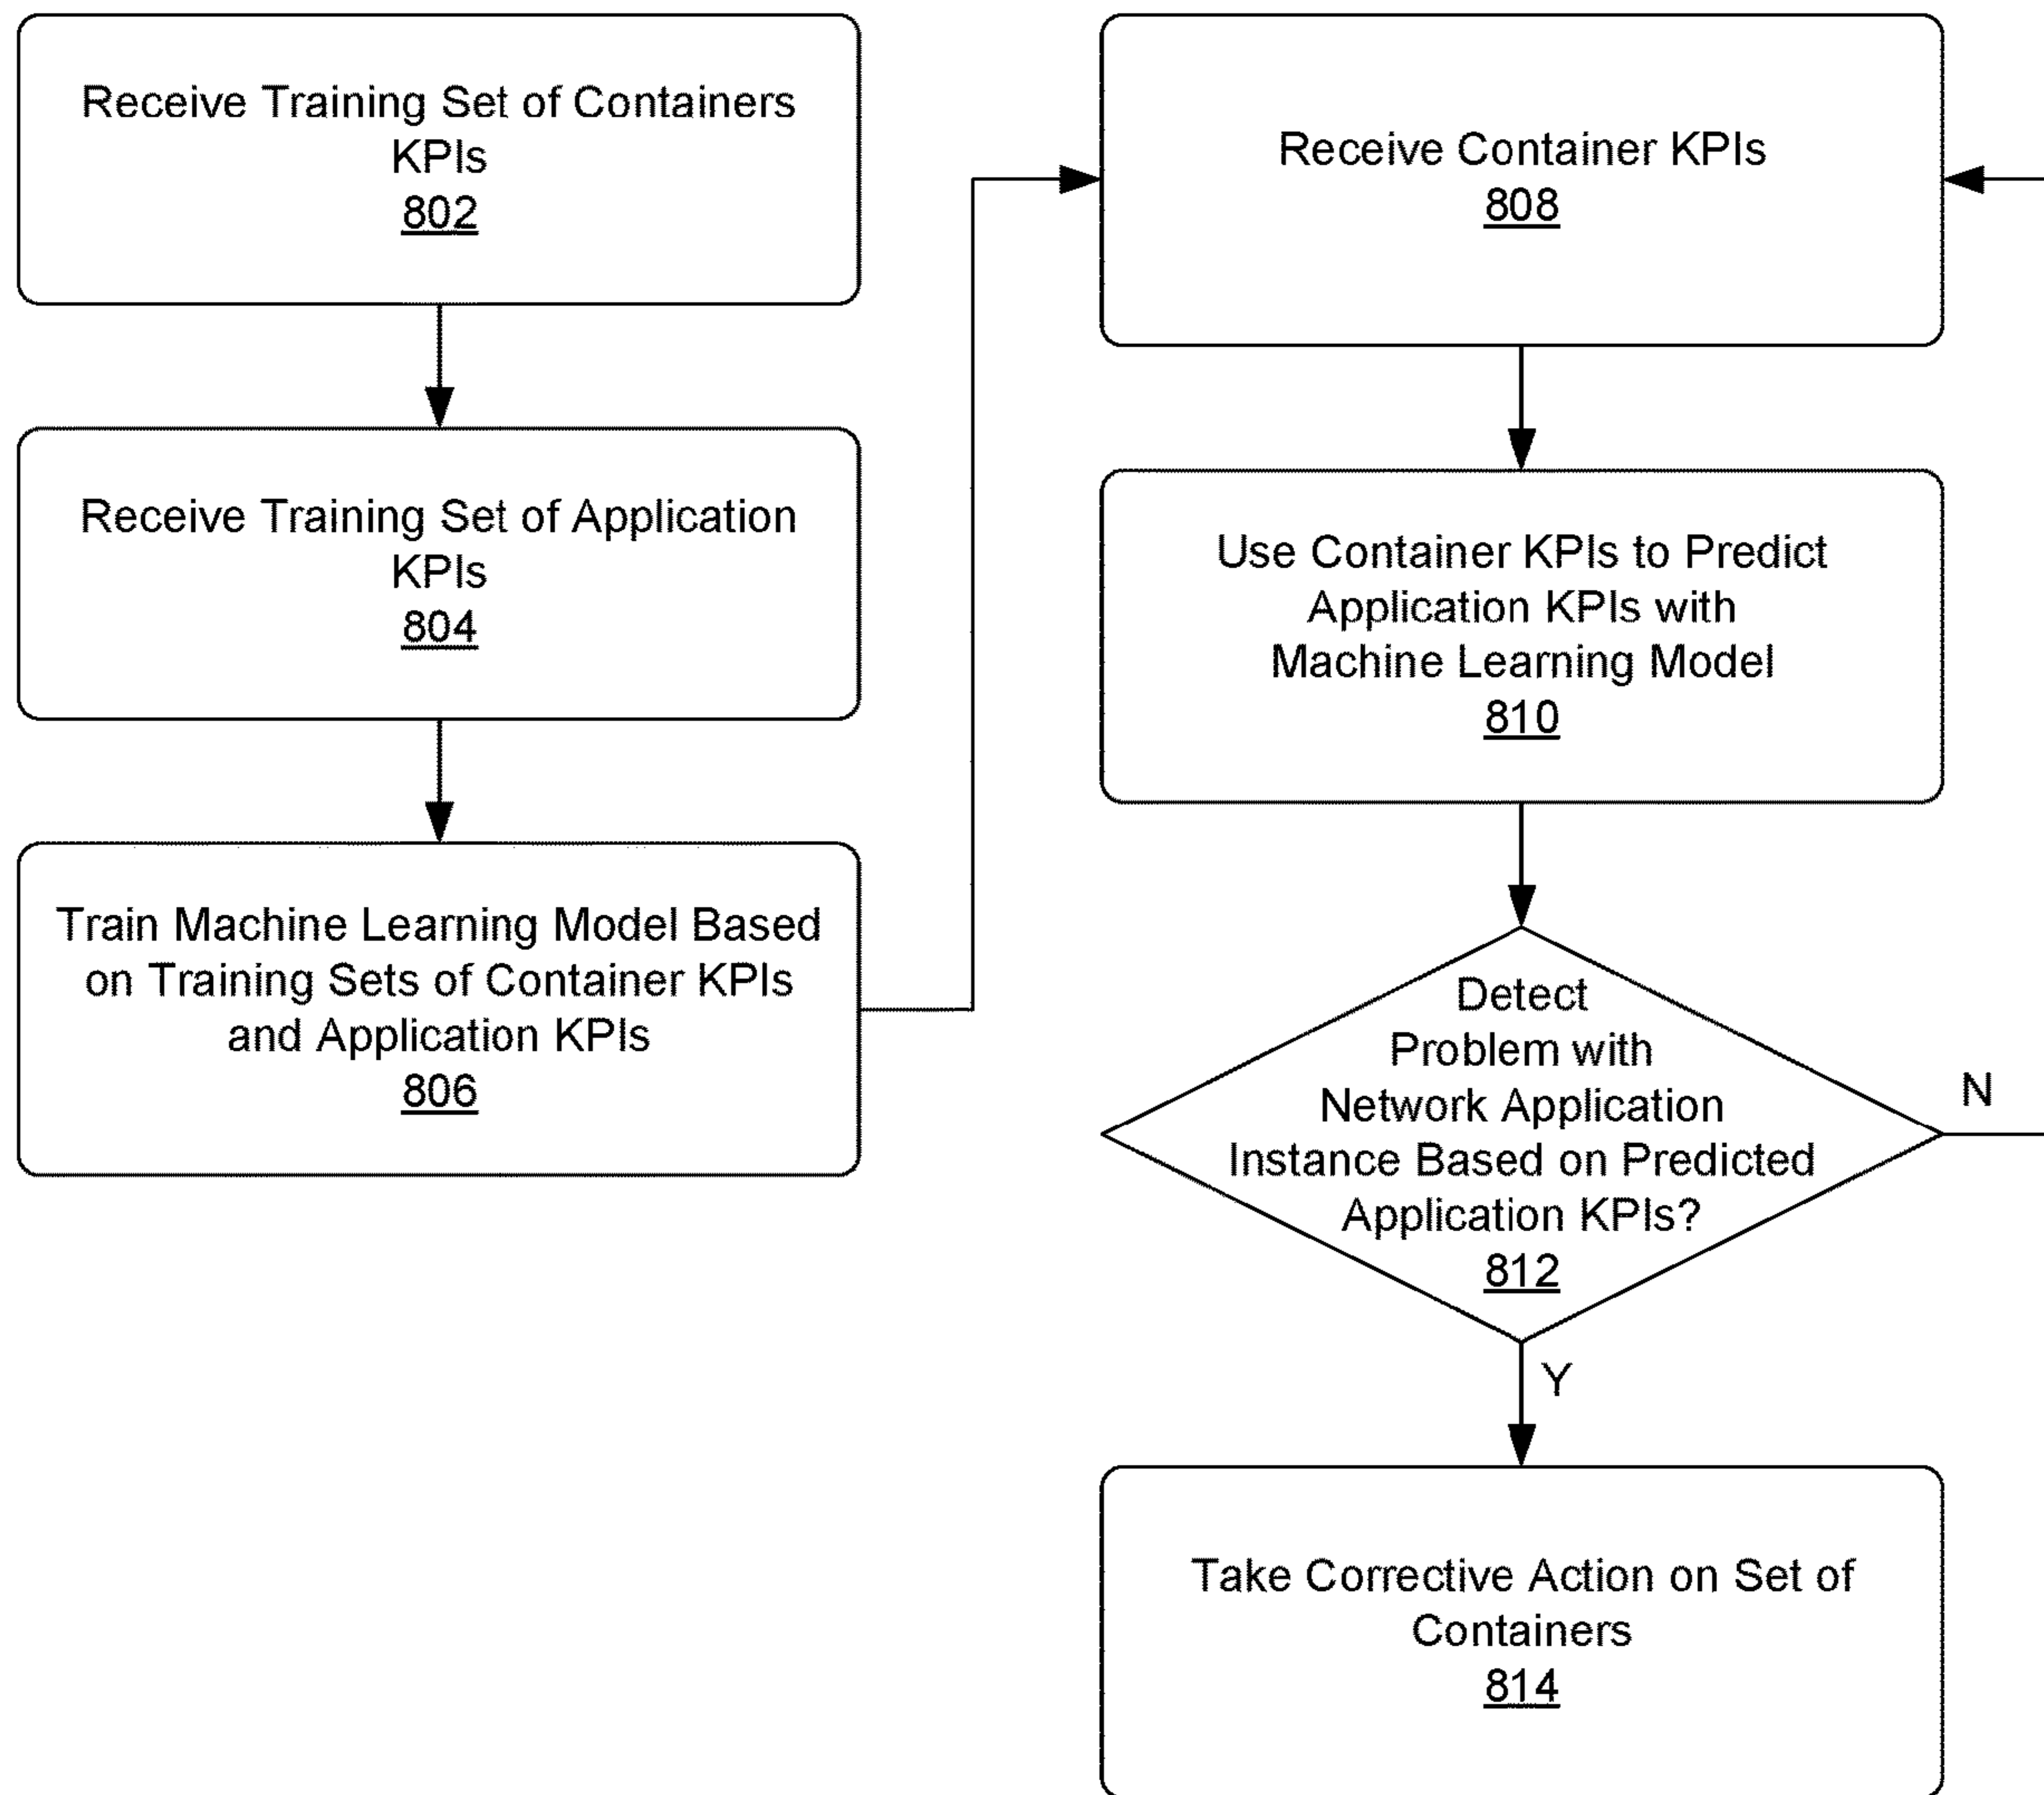 Receive Training Set of Containers
KPIs
802
Receive Training Set of Application
KPIs
804
Train Machine Learning Model Based
on Training Sets of Container KPIs
and Application KPIs
806
Receive Container KPIs
808
Use Container KPIs to Predict
Application KPIs with
Machine Learning Model
810
Detect
Problem with
Network Application
Instance Based on Predicted
Application KPIs?
812
N
Y
Take Corrective Action on Set of
Containers
814